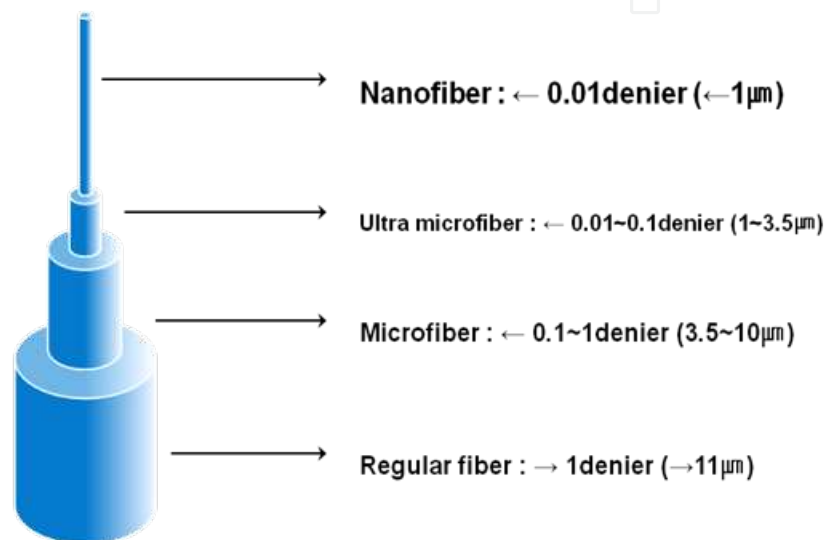 Nanofiber : ← 0.01denier (←1㎛)
Ultra microfiber : ← 0.01~0.1denier (1~3.5㎛)
Microfiber : ← 0.1~1denier (3.5~10㎛)
Regular fiber : → 1denier (→11㎛)